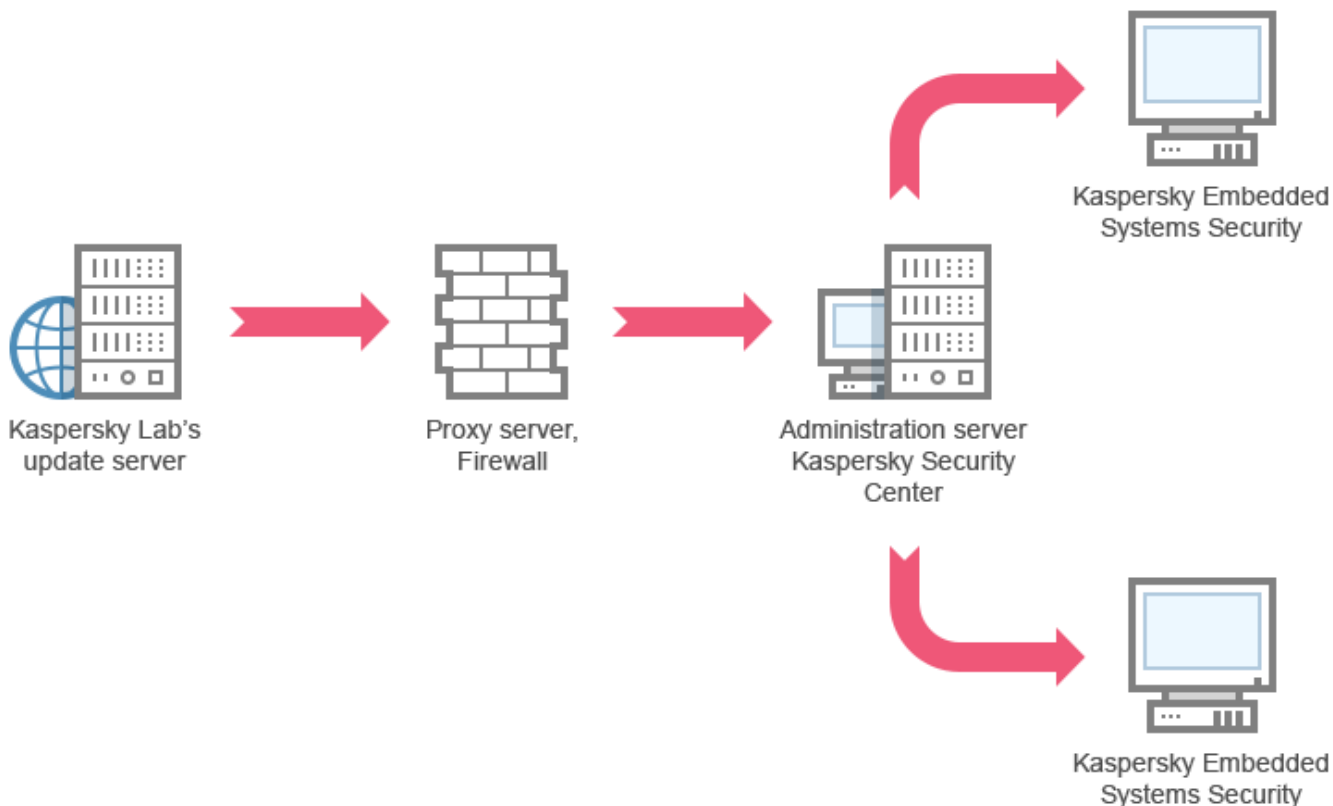 Kaspersky Embedded
Systems Security
Kaspersky Lab's
update server
Proxy server,
Firewall
Administration server
Kaspersky Security
Center
Kaspersky Embedded
Systems Security